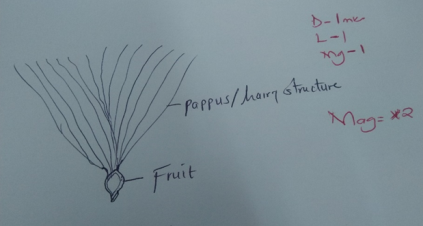 D - 1mk
L - 1
Mg - 1
pappus/hairy structure
Mag = x2
Fruit